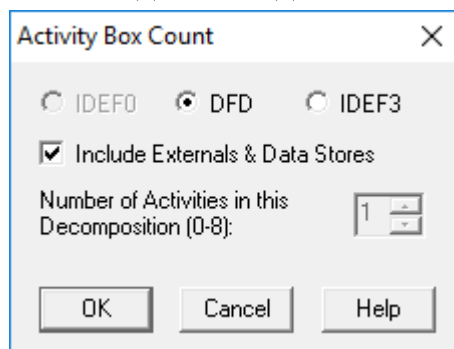 Activity Box Count
IDEF0 DFD IDEF3
Include Externals & Data Stores
Number of Activities in this
Decomposition (0-8):
1
OK Cancel Help